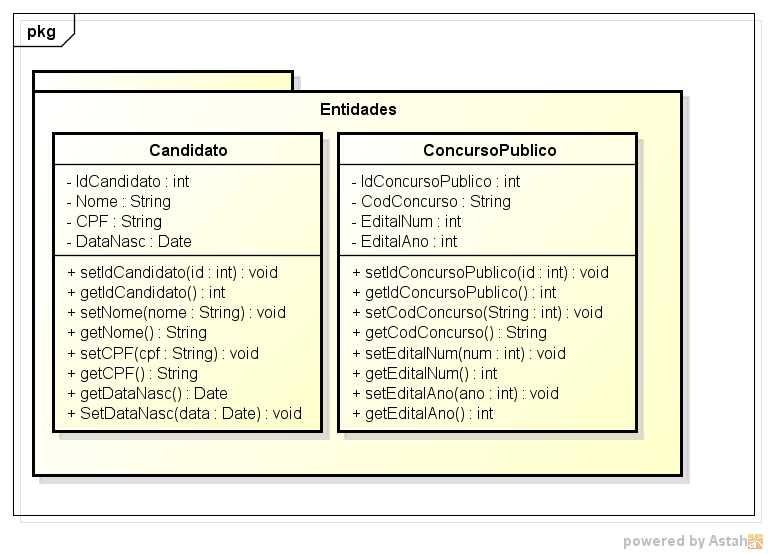 pkg
Entidades
Candidato
- IdCandidato : int
- Nome : String
- CPF : String
- DataNasc : Date
+ setIdCandidato(id : int) : void
+ getIdCandidato() : int
+ setNome(nome : String) : void
+ getNome() : String
+ setCPF(cpf : String) : void
+ getCPF() : String
+ getDataNasc() : Date
+ SetDataNasc(data : Date) : void
ConcursoPublico
- IdConcursoPublico : int
- CodConcurso : String
- EditalNum : int
- EditalAno : int
+ setIdConcursoPublico(id : int) : void
+ getIdConcursoPublico() : int
+ setCodConcurso(String : int) : void
+ getCodConcurso() : String
+ setEditalNum(num : int) : void
+ getEditalNum() : int
+ setEditalAno(ano : int) : void
+ getEditalAno() : int
powered by Astah